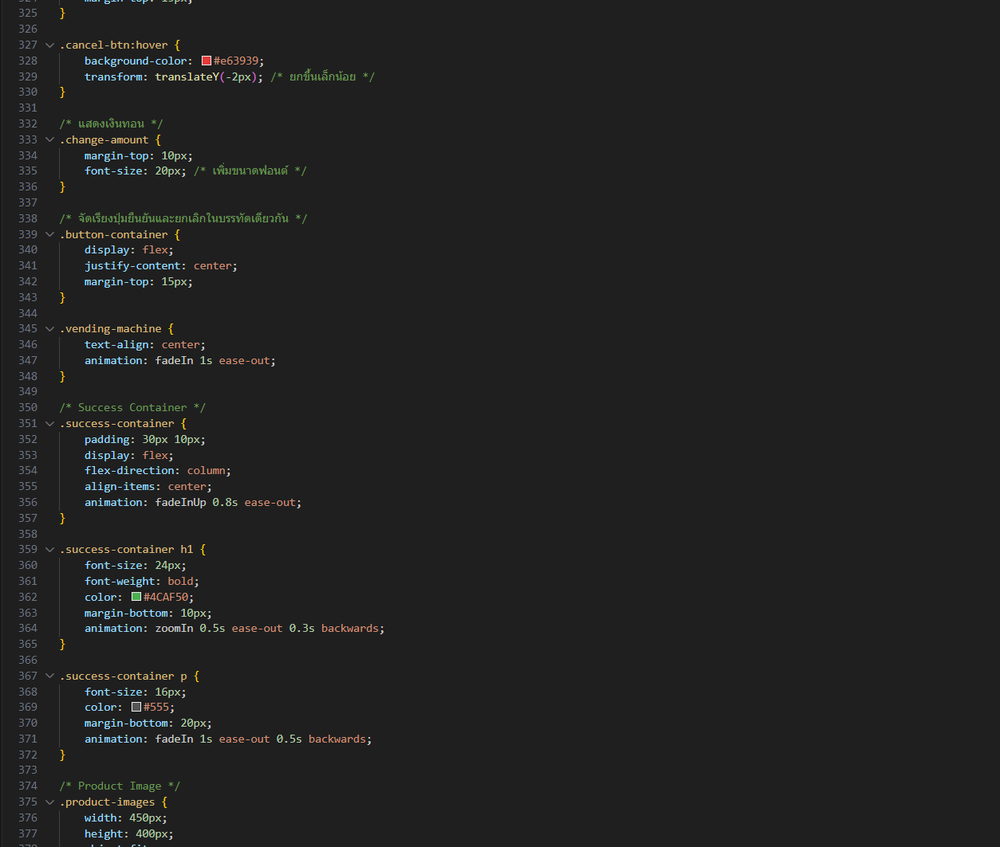 325 }
326
327 .cancel-btn:hover {
328 background-color: #e63939;
329 transform: translateY(-2px); /* ยกขึ้นเล็กน้อย */
330 }
331
332 /* แสดงเงินทอน */
333 .change-amount {
334 margin-top: 10px;
335 font-size: 20px; /* เพิ่มขนาดฟอนต์ */
336 }
337
338 /* จัดเรียงปุ่มยืนยันและยกเลิกในบรรทัดเดียวกัน */
339 .button-container {
340 display: flex;
341 justify-content: center;
342 margin-top: 15px;
343 }
344
345 .vending-machine {
346 text-align: center;
347 animation: fadeIn 1s ease-out;
348 }
349
350 /* Success Container */
351 .success-container {
352 padding: 30px 10px;
353 display: flex;
354 flex-direction: column;
355 align-items: center;
356 animation: fadeInUp 0.8s ease-out;
357 }
358
359 .success-container h1 {
360 font-size: 24px;
361 font-weight: bold;
362 color: #4CAF50;
363 margin-bottom: 10px;
364 animation: zoomIn 0.5s ease-out 0.3s backwards;
365 }
366
367 .success-container p {
368 font-size: 16px;
369 color: #555;
370 margin-bottom: 20px;
371 animation: fadeIn 1s ease-out 0.5s backwards;
372 }
373
374 /* Product Image */
375 .product-images {
376 width: 450px;
377 height: 400px;